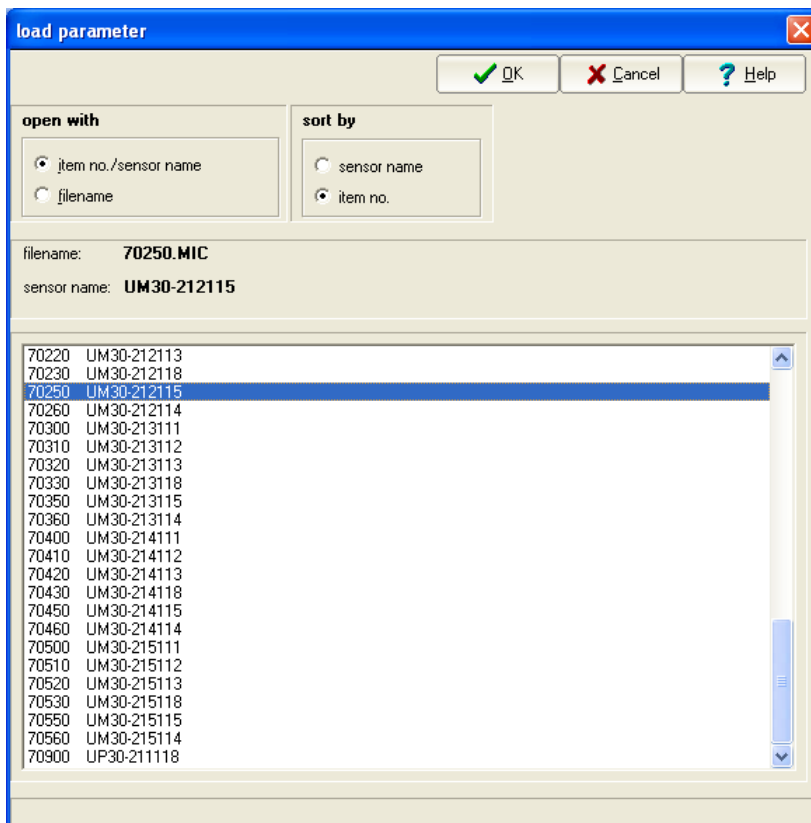 load parameter
OK Cancel Help
open with
item no./sensor name
filename
sort by
sensor name
item no.
filename: 70250.MIC
sensor name: UM30-212115
70220 UM30-212113
70230 UM30-212118
70250 UM30-212115
70260 UM30-212114
70300 UM30-213111
70310 UM30-213112
70320 UM30-213113
70330 UM30-213118
70350 UM30-213115
70360 UM30-213114
70400 UM30-214111
70410 UM30-214112
70420 UM30-214113
70430 UM30-214118
70450 UM30-214115
70460 UM30-214114
70500 UM30-215111
70510 UM30-215112
70520 UM30-215113
70530 UM30-215118
70550 UM30-215115
70560 UM30-215114
70900 UP30-211118